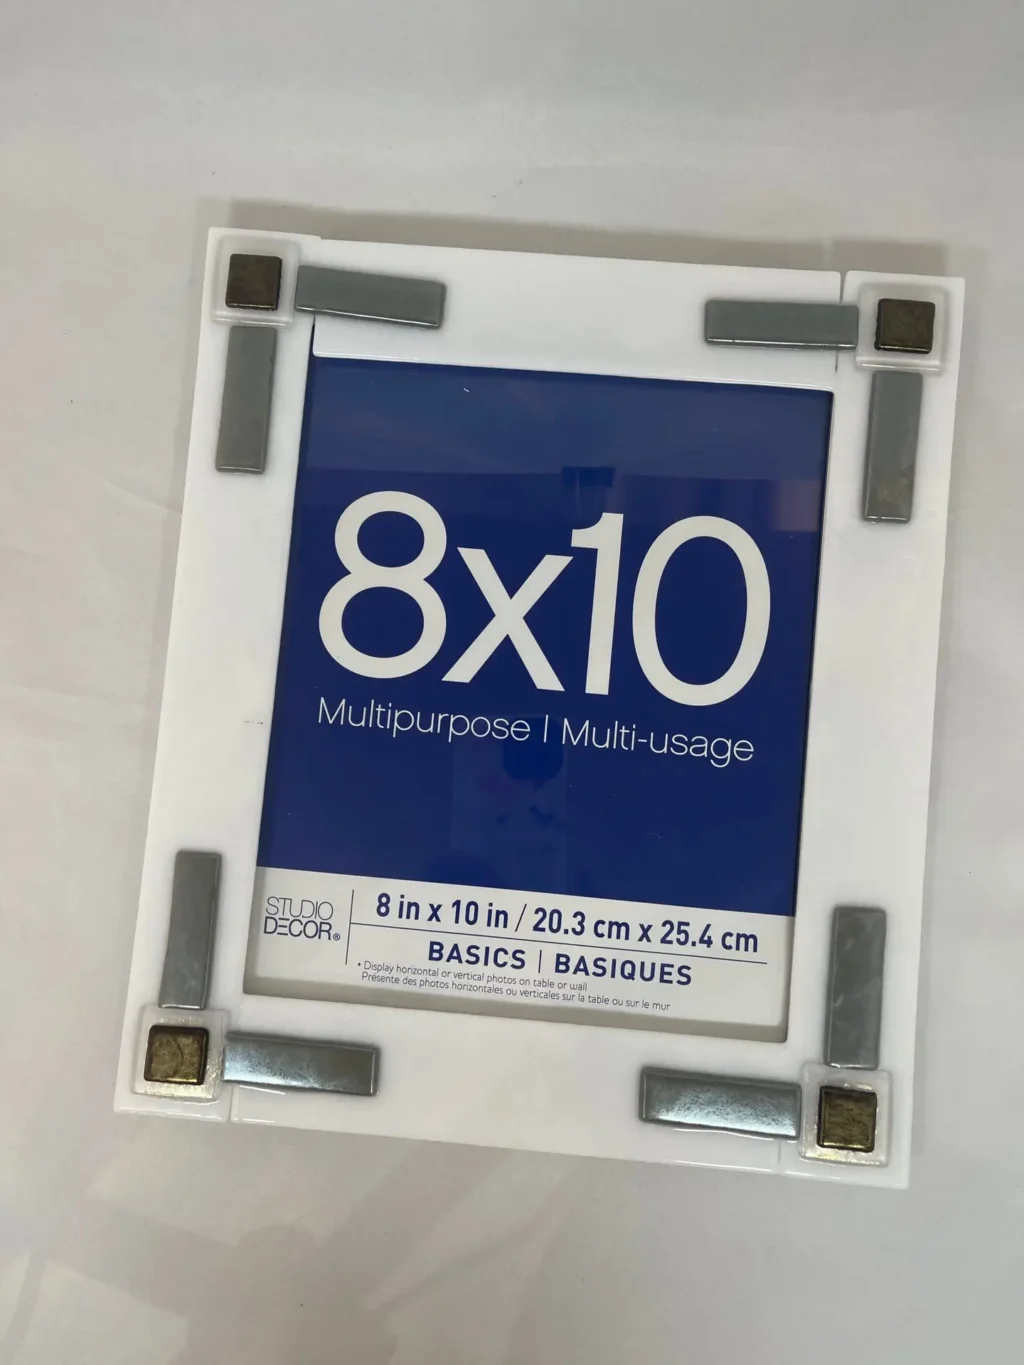 8x10
Multipurpose | Multi-usage
STUDIO
DECOR®
8 in x 10 in / 20.3 cm x 25.4 cm
BASICS | BASIQUES
• Display horizontal or vertical photos on table or wall
Présente des photos horizontales ou verticales sur la table ou sur le mur